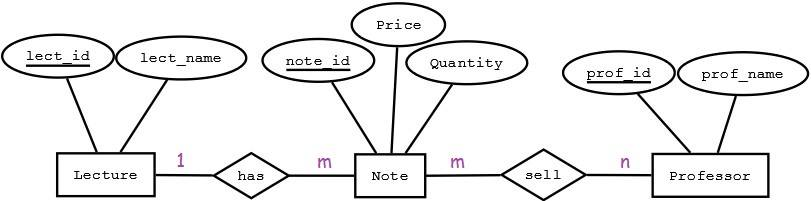 Price
lect_id
lect_name
note_id
Quantity
prof_id
prof_name
1
m
m
n
Lecture
has
Note
sell
Professor